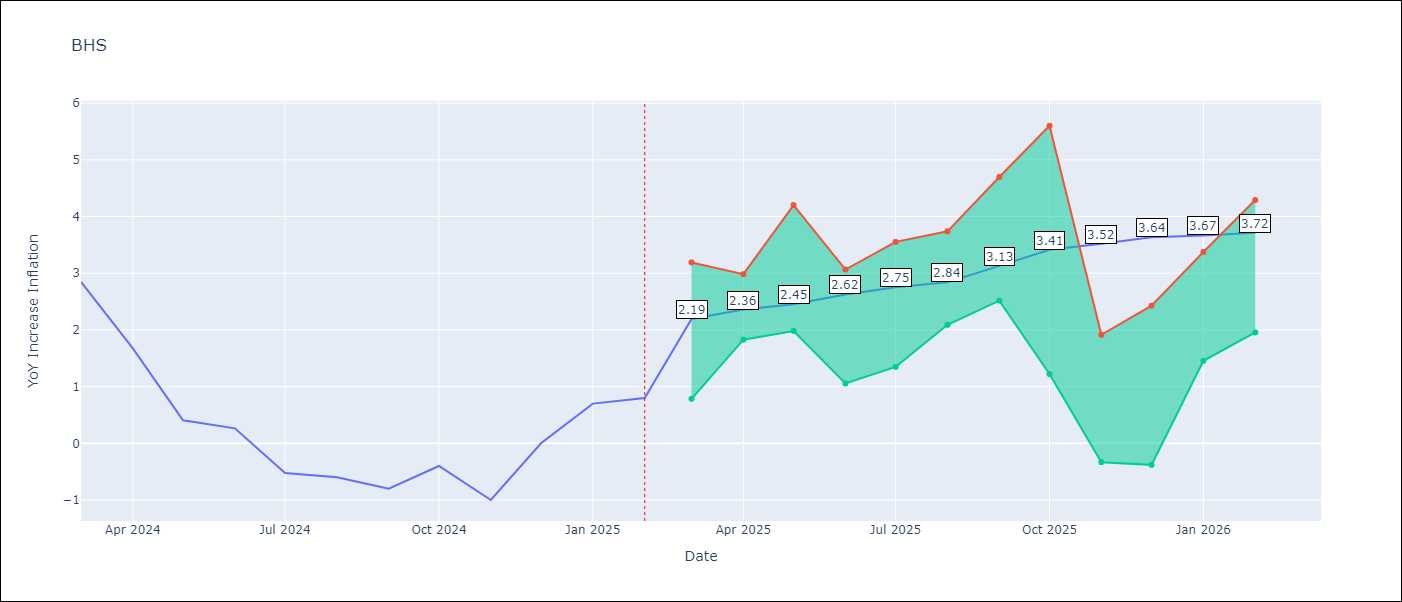 BHS
YoY Increase Inflation
6
5
4
3
2
1
0
−1
2.19
2.36
2.45
2.62
2.75
2.84
3.13
3.41
3.52
3.64
3.67
3.72
Apr 2024
Jul 2024
Oct 2024
Jan 2025
Apr 2025
Jul 2025
Oct 2025
Jan 2026
Date